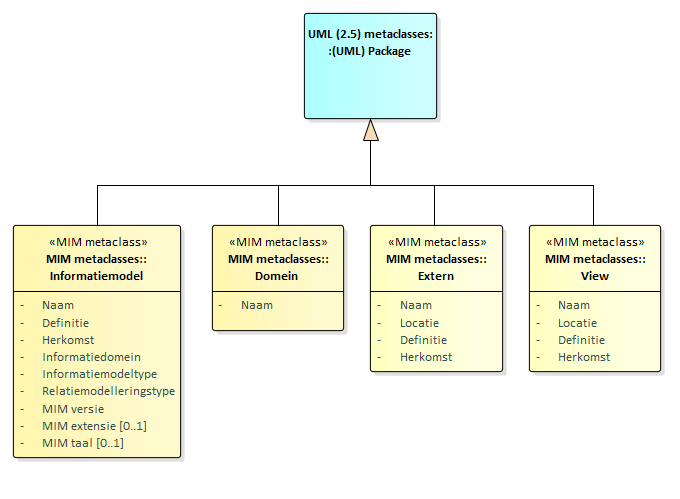 UML (2.5) metaclasses:
:(UML) Package
«MIM metaclass»
MIM metaclasses::
Informatiemodel
- Naam
- Definitie
- Herkomst
- Informatiedomein
- Informatiemodeltype
- Relatiemodelleringstype
- MIM versie
- MIM extensie [0..1]
- MIM taal [0..1]
«MIM metaclass»
MIM metaclasses::
Domein
- Naam
«MIM metaclass»
MIM metaclasses::
Extern
- Naam
- Locatie
- Definitie
- Herkomst
«MIM metaclass»
MIM metaclasses::
View
- Naam
- Locatie
- Definitie
- Herkomst